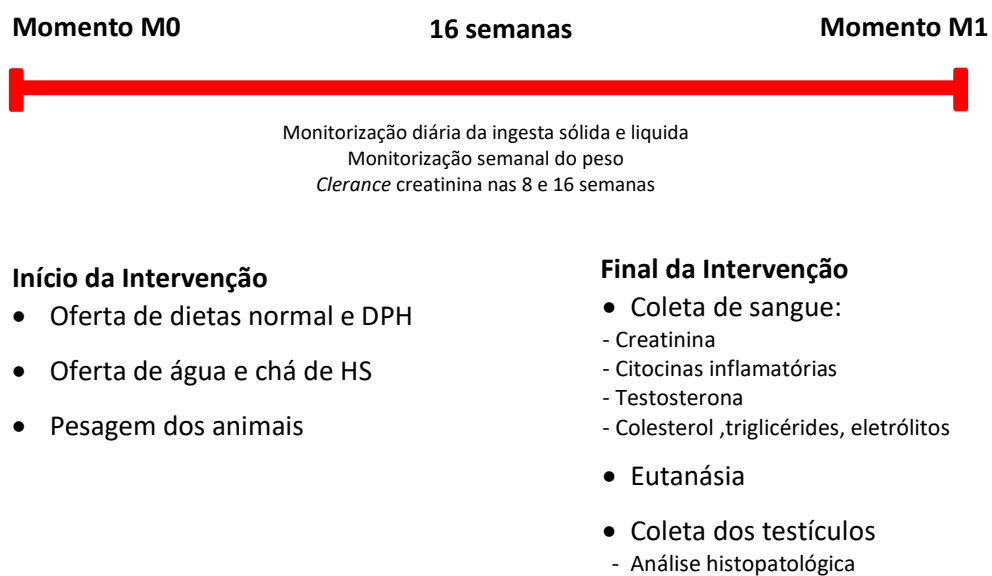 Momento M0
16 semanas
Momento M1
Monitorização diária da ingesta sólida e liquida
Monitorização semanal do peso
Clerance creatinina nas 8 e 16 semanas
Início da Intervenção
• Oferta de dietas normal e DPH
• Oferta de água e chá de HS
• Pesagem dos animais
Final da Intervenção
• Coleta de sangue:
- Creatinina
- Citocinas inflamatórias
- Testosterona
- Colesterol ,triglicérides, eletrólitos
• Eutanásia
• Coleta dos testículos
- Análise histopatológica